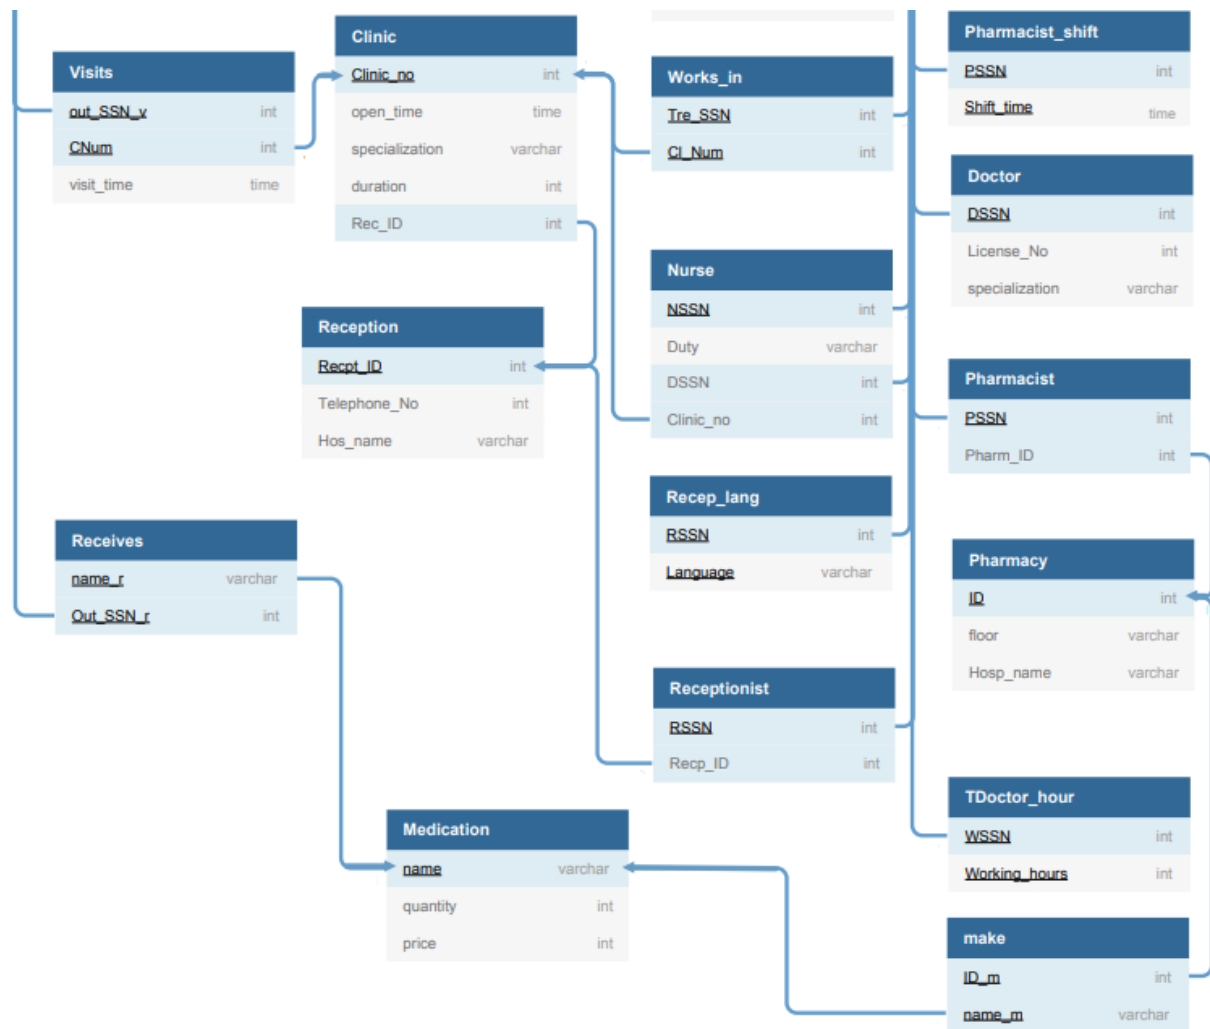 Visits
out_SSN_v int
CNum int
visit_time time
Clinic
Clinic_no int
open_time time
specialization varchar
duration int
Rec_ID int
Reception
Recpt_ID int
Telephone_No int
Hos_name varchar
Receives
name_r varchar
Out_SSN_r int
Medication
name varchar
quantity int
price int
Works_in
Tre_SSN int
Cl_Num int
Nurse
NSSN int
Duty varchar
DSSN int
Clinic_no int
Recep_lang
RSSN int
Language varchar
Receptionist
RSSN int
Recp_ID int
Pharmacist_shift
PSSN int
Shift_time time
Doctor
DSSN int
License_No int
specialization varchar
Pharmacist
PSSN int
Pharm_ID int
Pharmacy
ID int
floor varchar
Hosp_name varchar
TDoctor_hour
WSSN int
Working_hours int
make
ID_m int
name_m varchar